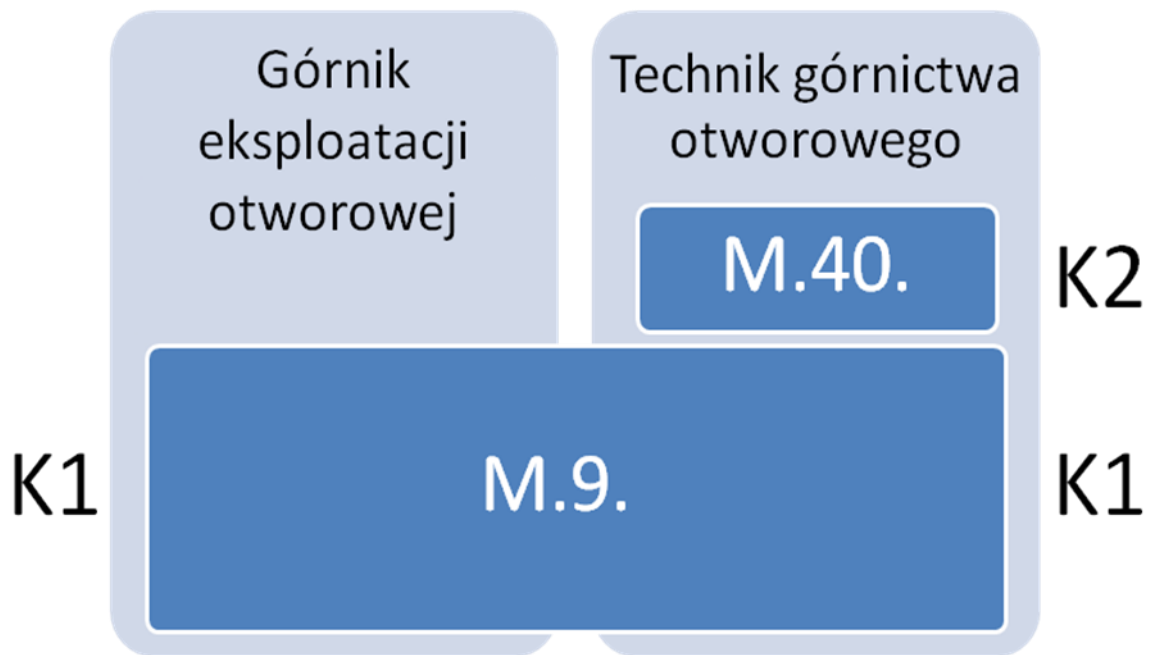 Górnik
eksploatacji
otworowej
Technik górnictwa
otworowego
M.40.
K2
K1
M.9.
K1